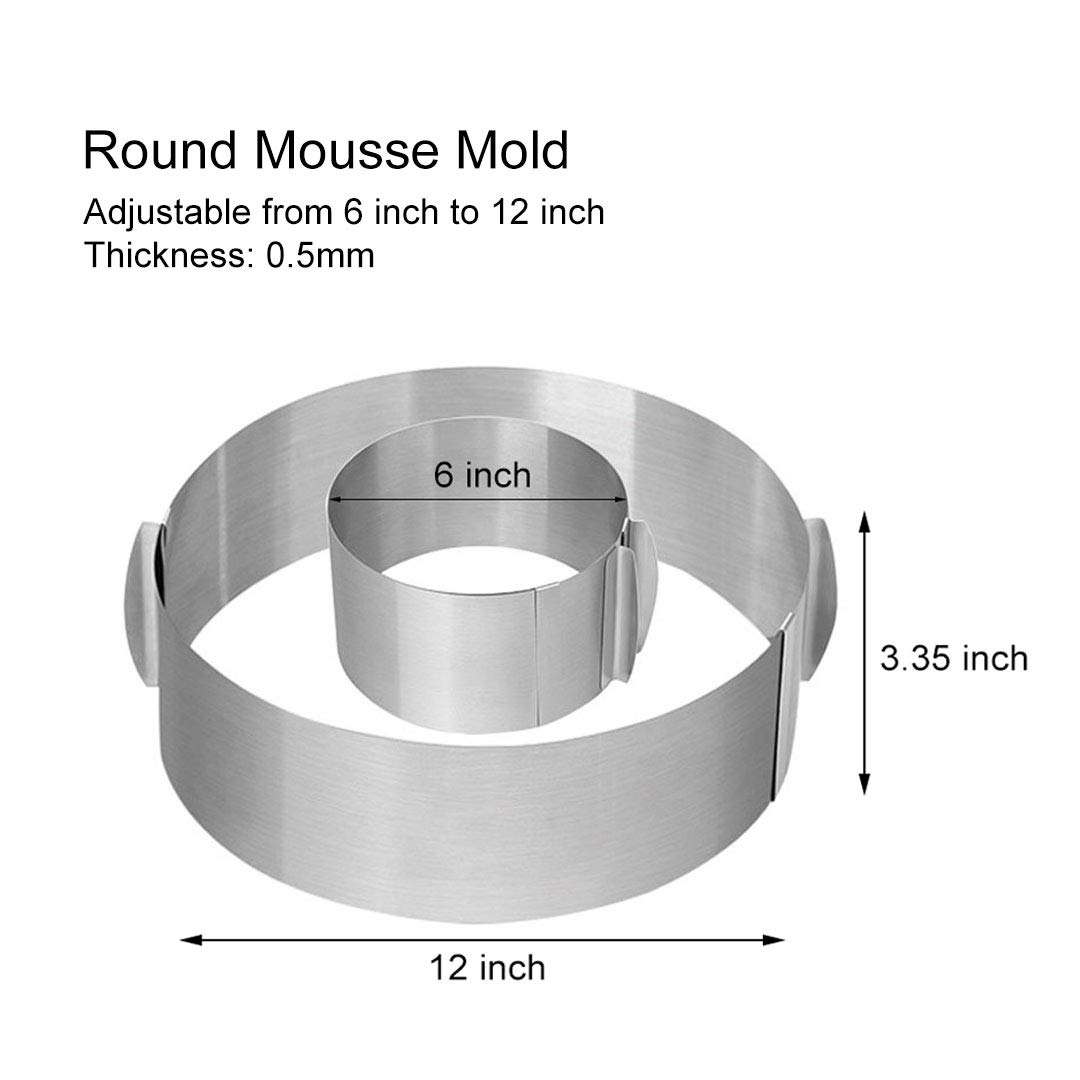 Round Mousse Mold
Adjustable from 6 inch to 12 inch
Thickness: 0.5mm
6 inch
3.35 inch
12 inch